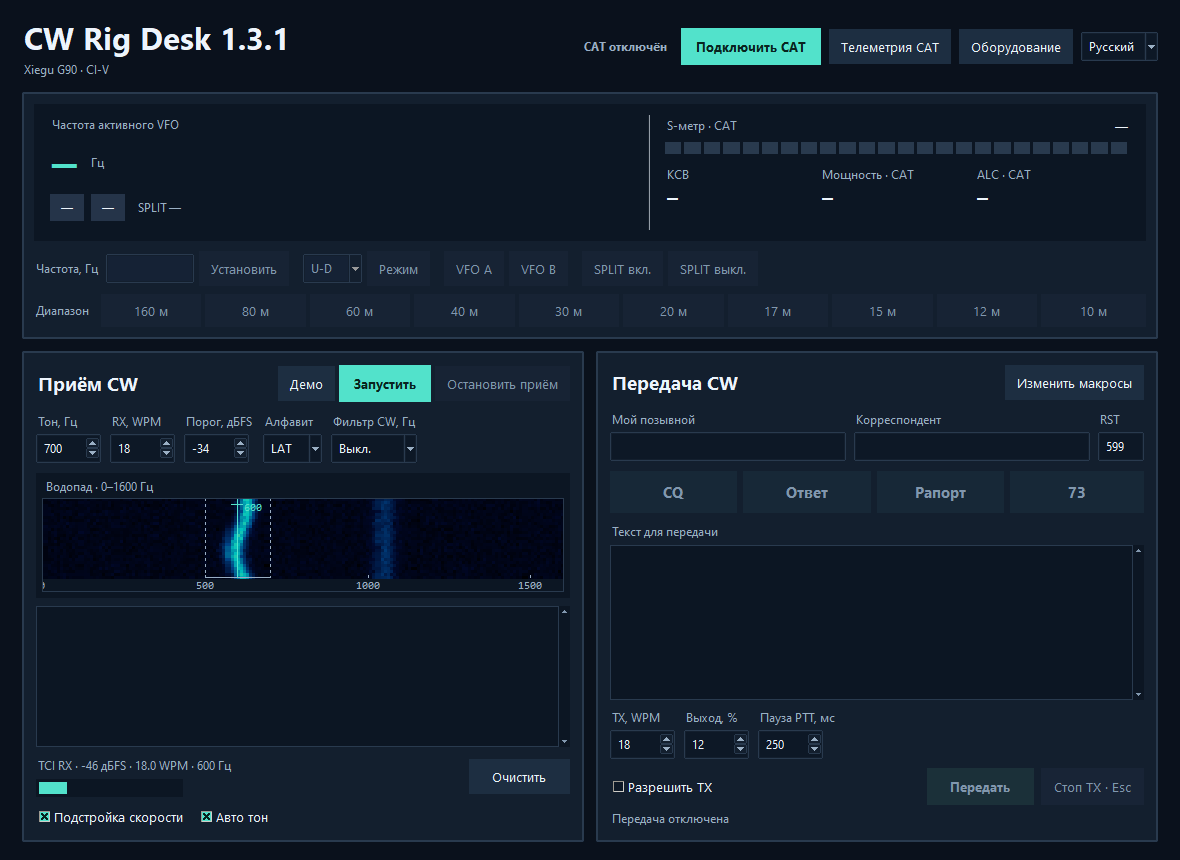 CW Rig Desk 1.3.1
Xiegu G90 · CI-V
CAT отключён
Подключить CAT
Телеметрия CAT
Оборудование
Русский
Частота активного VFO
— Гц
— — SPLIT —
S-метр · CAT —
КСВ Мощность · CAT ALC · CAT
— — —
Частота, Гц Установить U-D Режим VFO A VFO B SPLIT вкл. SPLIT выкл.
Диапазон 160 м 80 м 60 м 40 м 30 м 20 м 17 м 15 м 12 м 10 м
Приём CW Демо Запустить Остановить приём
Тон, Гц RX, WPM Порог, дБFS Алфавит Фильтр CW, Гц
700 18 -34 LAT Выкл.
Водопад · 0–1600 Гц
600
500 1000 1500
TCI RX · -46 дБFS · 18.0 WPM · 600 Гц
Очистить
Подстройка скорости Авто тон
Передача CW Изменить макросы
Мой позывной Корреспондент RST
599
CQ Ответ Рапорт 73
Текст для передачи
TX, WPM Выход, % Пауза PTT, мс
18 12 250
Разрешить TX Передать Стоп TX · Esc
Передача отключена